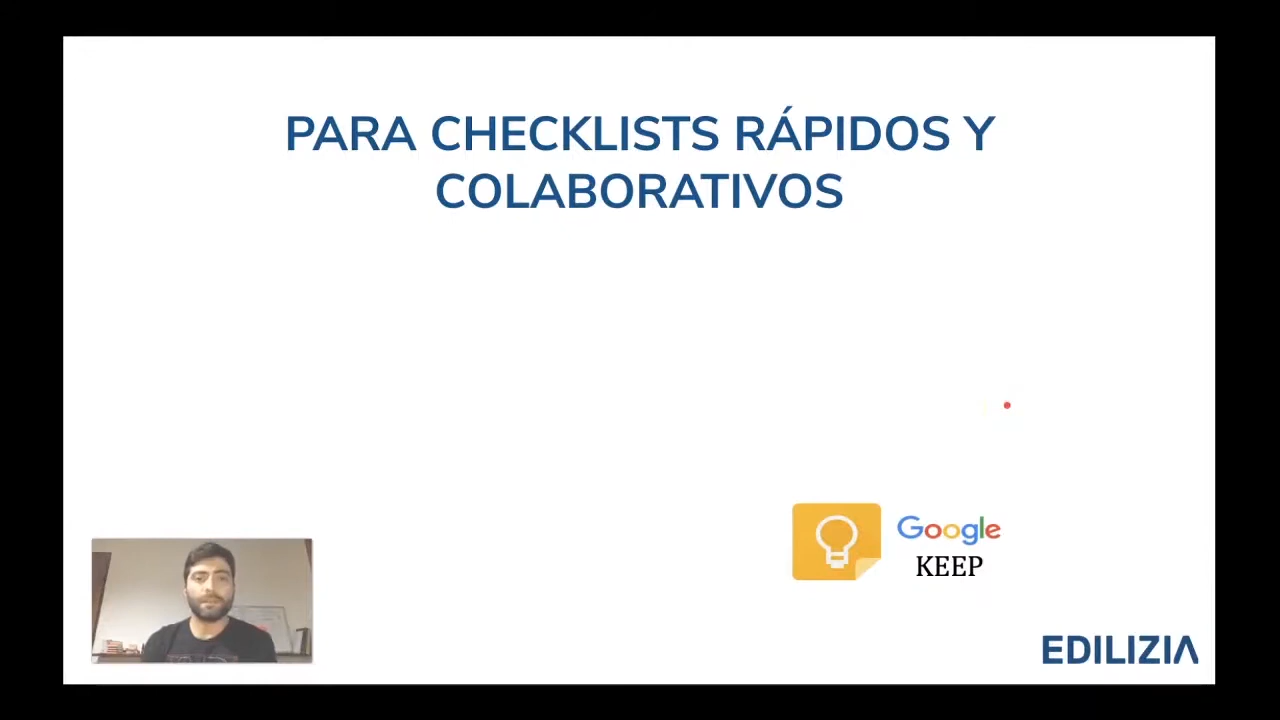 PARA CHECKLISTS RÁPIDOS Y
COLABORATIVOS
Google
KEEP
EDILIZIA